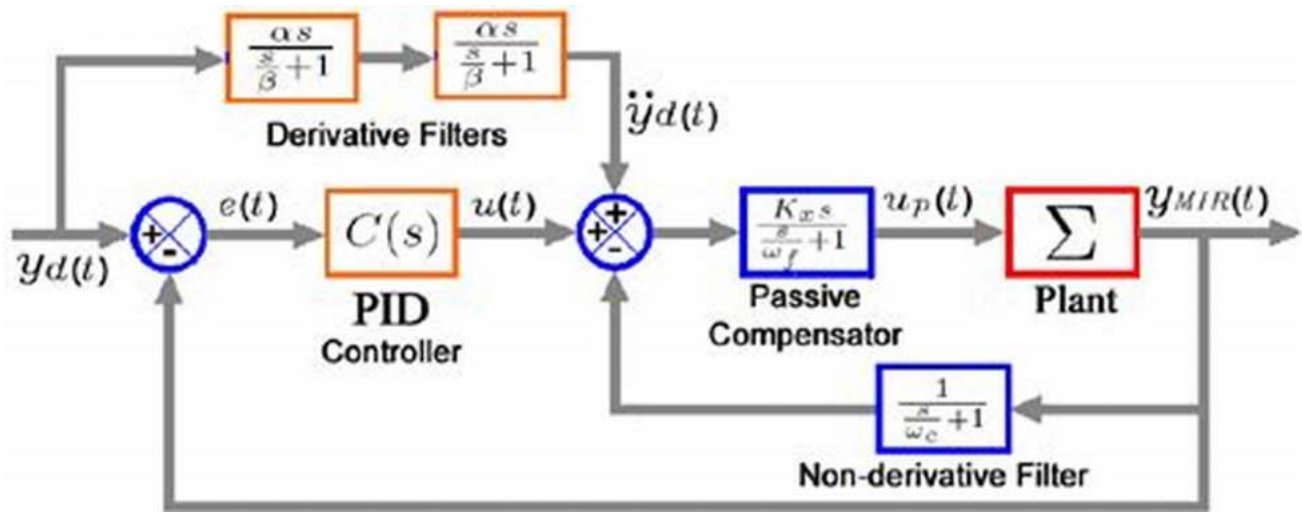 αs
s/β +1
αs
s/β +1
Derivative Filters
ÿd(t)
yd(t)
+
-
e(t)
C(s)
PID
Controller
u(t)
+
+
-
Kx s
s/ωf +1
Passive
Compensator
up(t)
Σ
Plant
yMIR(t)
1
s/ωc +1
Non-derivative Filter